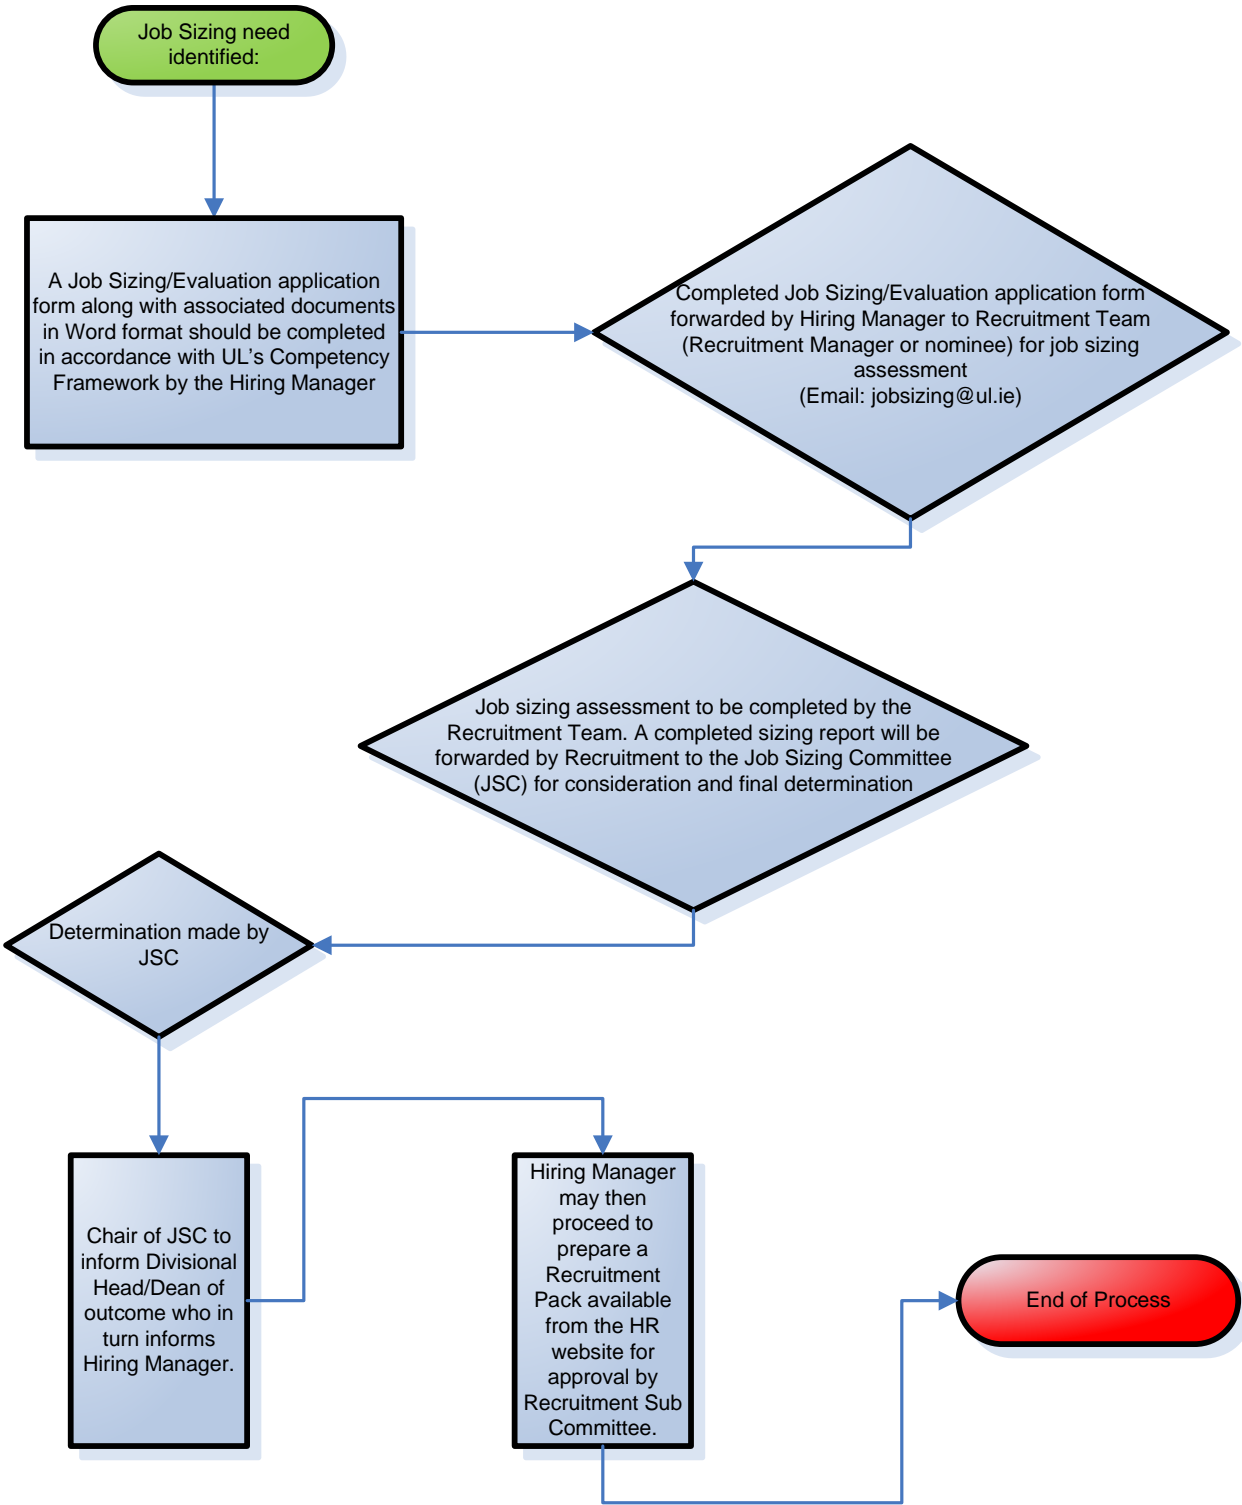 Job Sizing need
identified:
A Job Sizing/Evaluation application
form along with associated documents
in Word format should be completed
in accordance with UL's Competency
Framework by the Hiring Manager
Completed Job Sizing/Evaluation application form
forwarded by Hiring Manager to Recruitment Team
(Recruitment Manager or nominee) for job sizing
assessment
(Email: jobsizing@ul.ie)
Job sizing assessment to be completed by the
Recruitment Team. A completed sizing report will be
forwarded by Recruitment to the Job Sizing Committee
(JSC) for consideration and final determination
Determination made by
JSC
Chair of JSC to
inform Divisional
Head/Dean of
outcome who in
turn informs
Hiring Manager.
Hiring Manager
may then
proceed to
prepare a
Recruitment
Pack available
from the HR
website for
approval by
Recruitment Sub
Committee.
End of Process